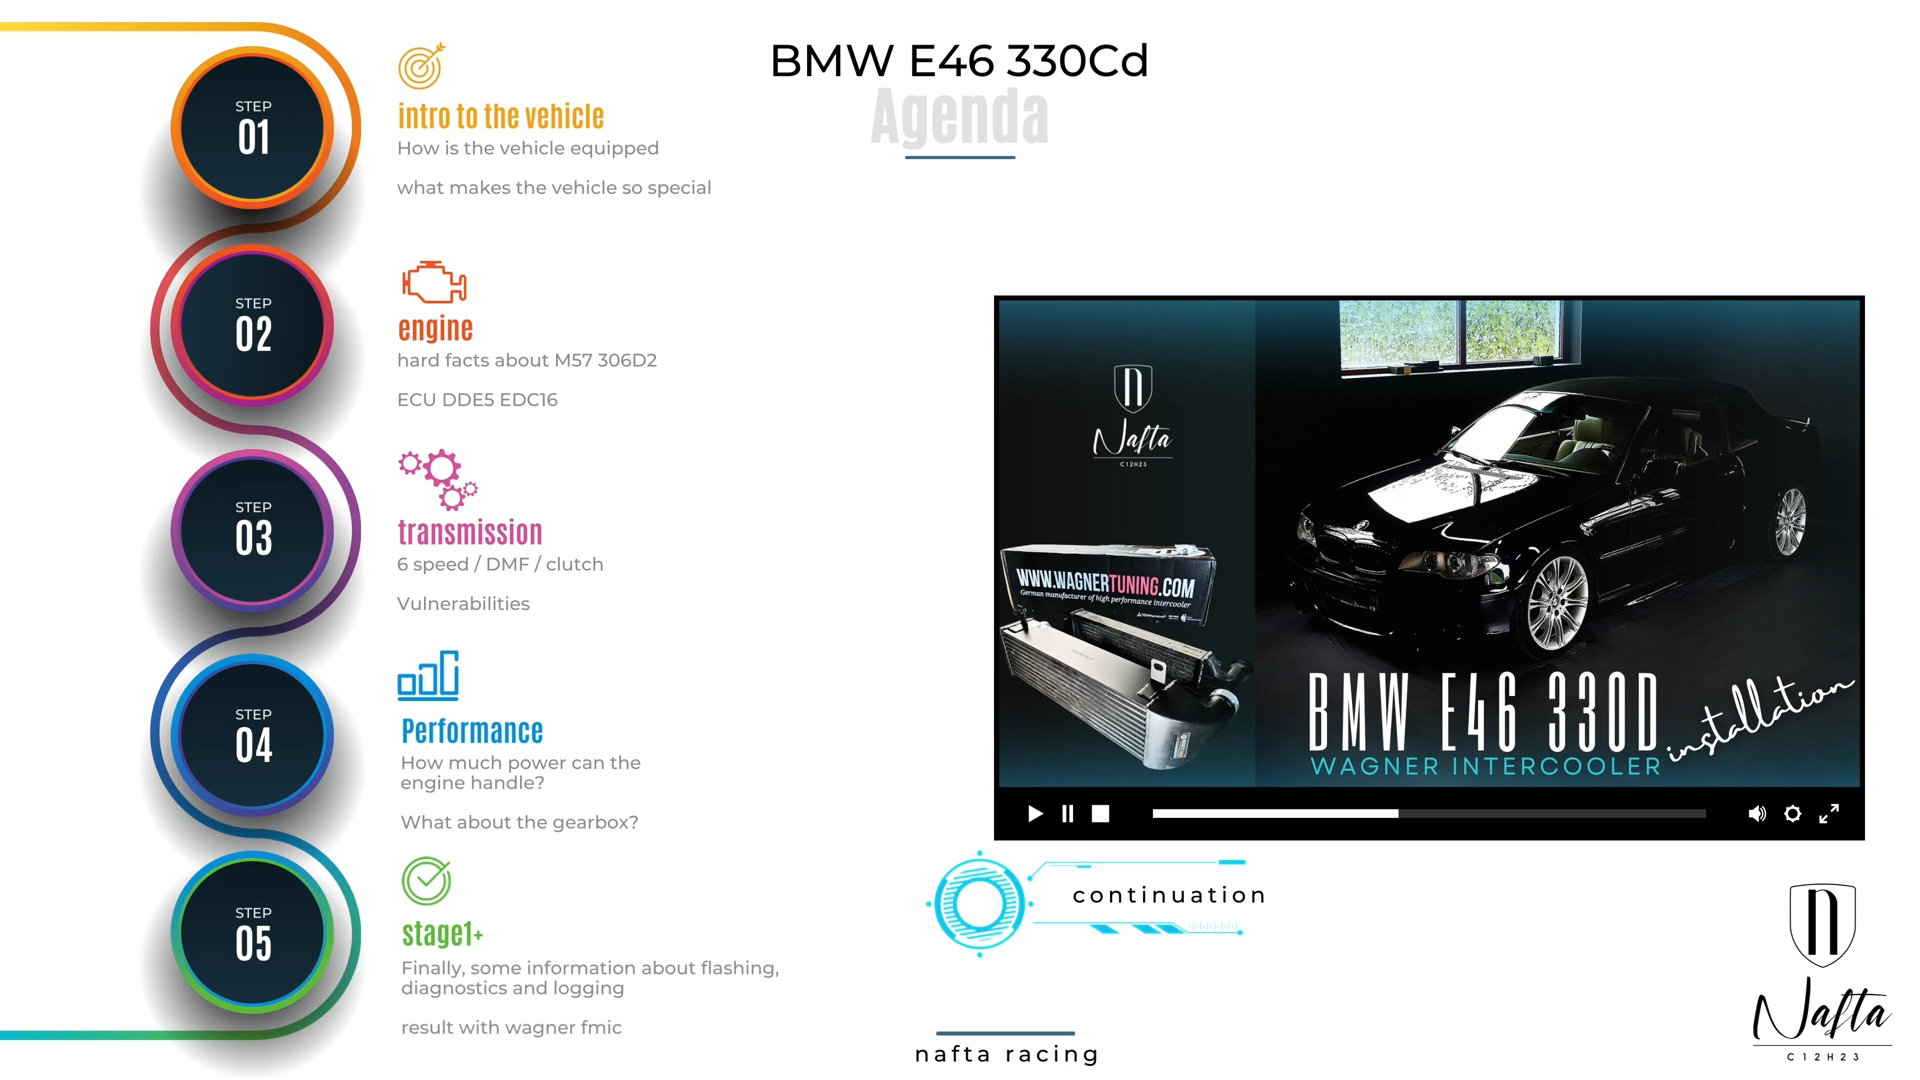 BMW E46 330Cd
Agenda
STEP
01
intro to the vehicle
How is the vehicle equipped
what makes the vehicle so special
STEP
02
engine
hard facts about M57 306D2
ECU DDE5 EDC16
STEP
03
transmission
6 speed / DMF / clutch
Vulnerabilities
STEP
04
Performance
How much power can the
engine handle?
What about the gearbox?
STEP
05
stage1+
Finally, some information about flashing,
diagnostics and logging
result with wagner fmic
n
Nafta
C12H23
WWW.WAGNERTUNING.COM
German manufacturer of high performance intercooler
BMW E46 330D
installation
WAGNER INTERCOOLER
continuation
nafta racing
n
Nafta
C12H23